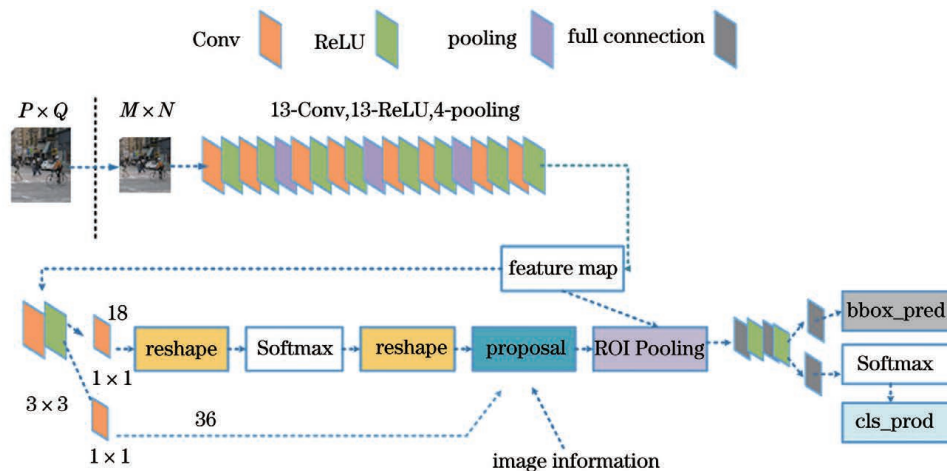 Conv ReLU pooling full connection
P × Q M × N 13-Conv,13-ReLU,4-pooling
feature map
18
bbox_pred
reshape Softmax reshape proposal ROI Pooling
Softmax
1 × 1
3 × 3
36
cls_prod
1 × 1
image information